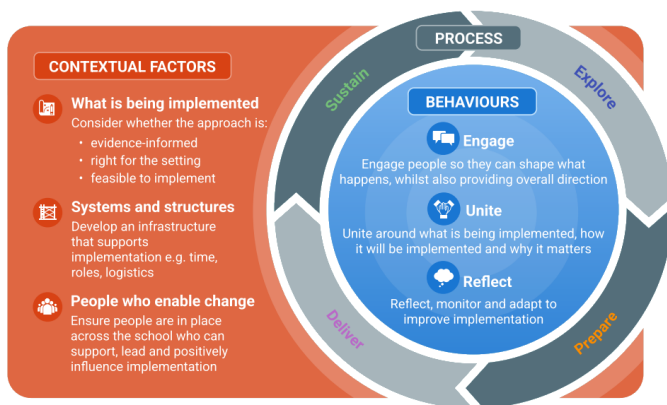 CONTEXTUAL FACTORS
What is being implemented
Consider whether the approach is:
• evidence-informed
• right for the setting
• feasible to implement
Systems and structures
Develop an infrastructure
that supports
implementation e.g. time,
roles, logistics
People who enable change
Ensure people are in place
across the school who can
support, lead and positively
influence implementation
PROCESS
Explore
Prepare
Deliver
Sustain
BEHAVIOURS
Engage
Engage people so they can shape what
happens, whilst also providing overall direction
Unite
Unite around what is being implemented, how
it will be implemented and why it matters
Reflect
Reflect, monitor and adapt to
improve implementation